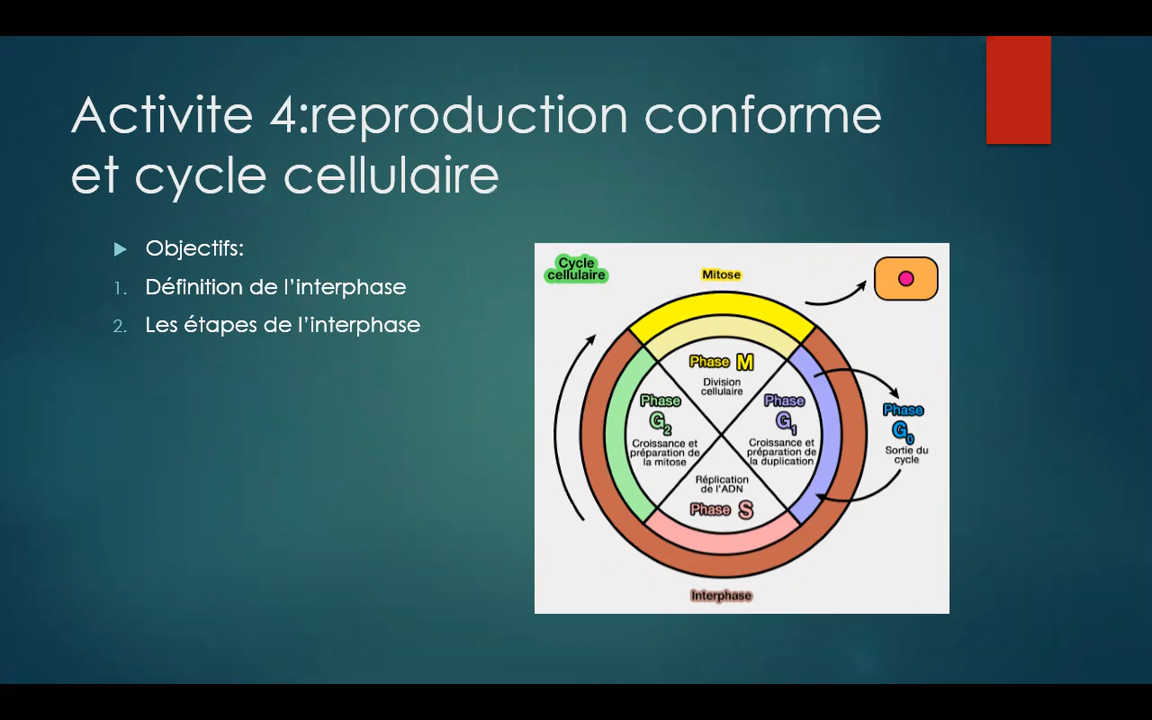 Activite 4:reproduction conforme
et cycle cellulaire
Objectifs:
1. Définition de l'interphase
2. Les étapes de l'interphase
Cycle
cellulaire
Mitose
Phase M
Division
cellulaire
Phase
G2
Croissance et
préparation de
la mitose
Phase
G1
Croissance et
préparation de
la duplication
Phase
G0
Sortie du
cycle
Réplication
de l'ADN
Phase S
Interphase